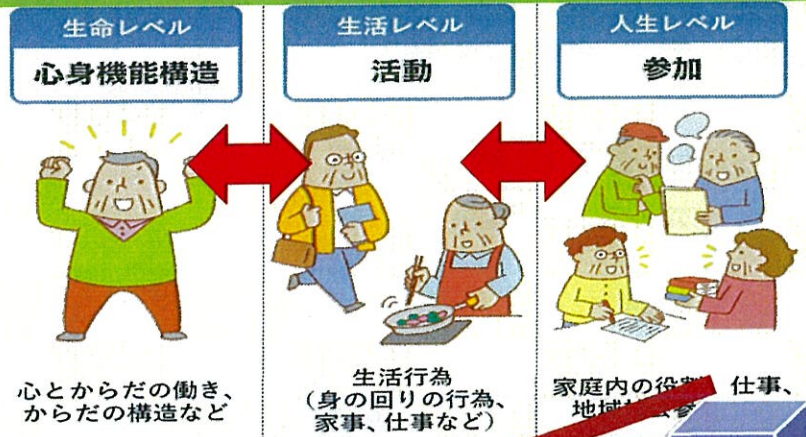 生命レベル
心身機能構造
心とからだの働き、
からだの構造など
生活レベル
活動
生活行為
(身の回りの行為、
家事、仕事など)
人生レベル
参加
家庭内の役 仕事、
地域